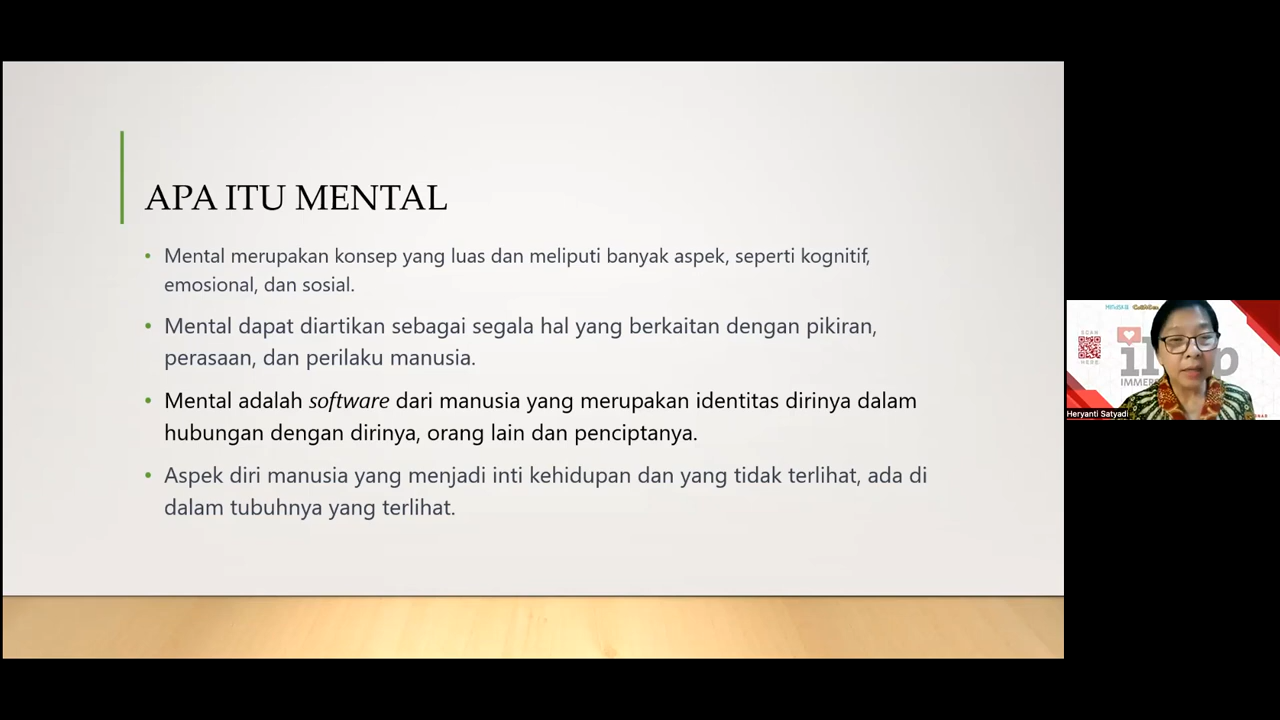 APA ITU MENTAL
• Mental merupakan konsep yang luas dan meliputi banyak aspek, seperti kognitif,
emosional, dan sosial.
• Mental dapat diartikan sebagai segala hal yang berkaitan dengan pikiran,
perasaan, dan perilaku manusia.
• Mental adalah software dari manusia yang merupakan identitas dirinya dalam
hubungan dengan dirinya, orang lain dan penciptanya.
• Aspek diri manusia yang menjadi inti kehidupan dan yang tidak terlihat, ada di
dalam tubuhnya yang terlihat.
SCAN
HERE
Heryanti Satyadi